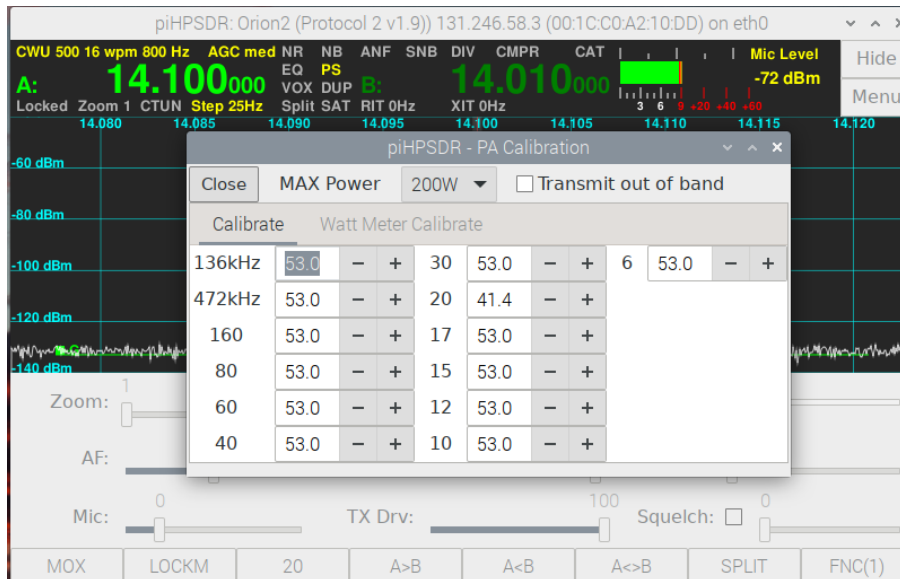 piHPSDR: Orion2 (Protocol 2 v1.9)) 131.246.58.3 (00:1C:C0:A2:10:DD) on eth0
CWU 500 16 wpm 800 Hz AGC med NR NB ANF SNB DIV CMPR CAT Mic Level Hide
EQ PS
A: 14.100000 VOX DUP B: 14.010000 -72 dBm
Locked Zoom 1 CTUN Step 25Hz Split SAT RIT 0Hz XIT 0Hz 3 6 9 +20 +40 +60 Menu
14.080 14.085 14.090 14.095 14.100 14.105 14.110 14.115 14.120
piHPSDR - PA Calibration
-60 dBm
Close MAX Power 200W Transmit out of band
-80 dBm
Calibrate Watt Meter Calibrate
-100 dBm
136kHz 53.0 − + 30 53.0 − + 6 53.0 − +
472kHz 53.0 − + 20 41.4 − +
-120 dBm
160 53.0 − + 17 53.0 − +
-140 dBm
80 53.0 − + 15 53.0 − +
60 53.0 − + 12 53.0 − +
40 53.0 − + 10 53.0 − +
Zoom: 1
AF:
Mic: 0 TX Drv: 100 Squelch: 0
MOX LOCKM 20 A>B A<B A<>B SPLIT FNC(1)